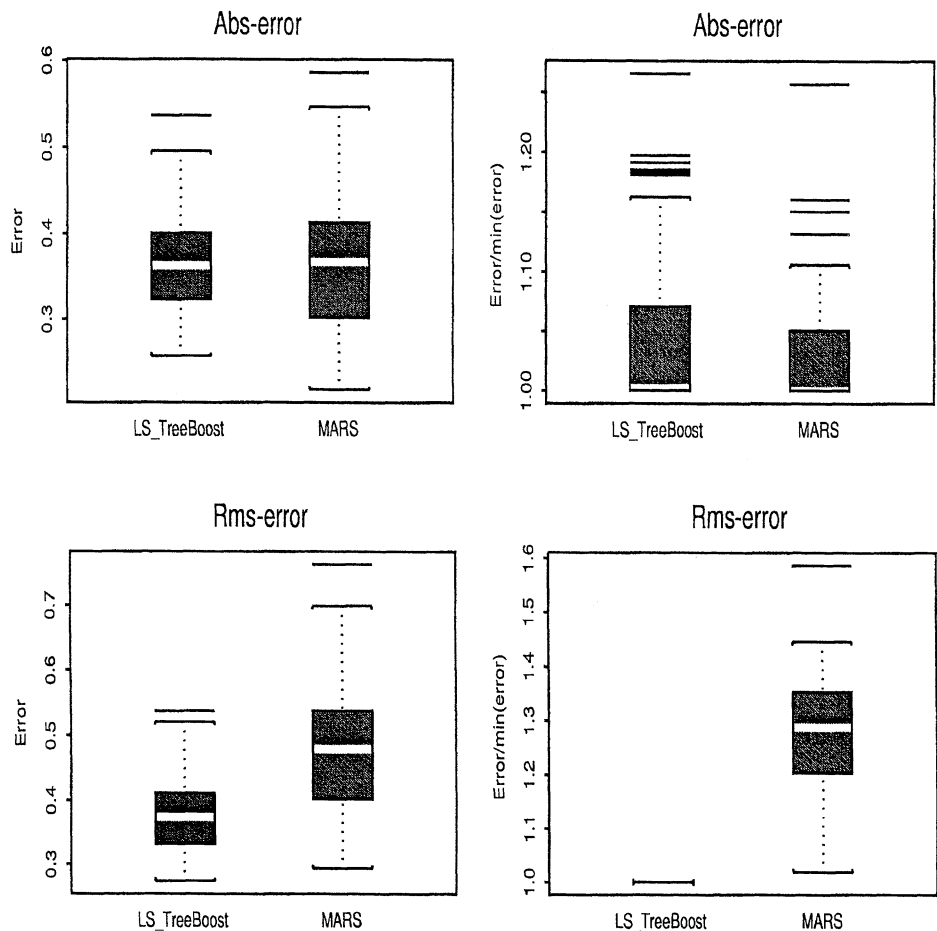 Abs-error
Error
0.6
0.5
0.4
0.3
LS_TreeBoost
MARS
Abs-error
Error/min(error)
1.20
1.10
1.00
LS_TreeBoost
MARS
Rms-error
Error
0.7
0.6
0.5
0.4
0.3
LS_TreeBoost
MARS
Rms-error
Error/min(error)
1.6
1.5
1.4
1.3
1.2
1.1
1.0
LS_TreeBoost
MARS